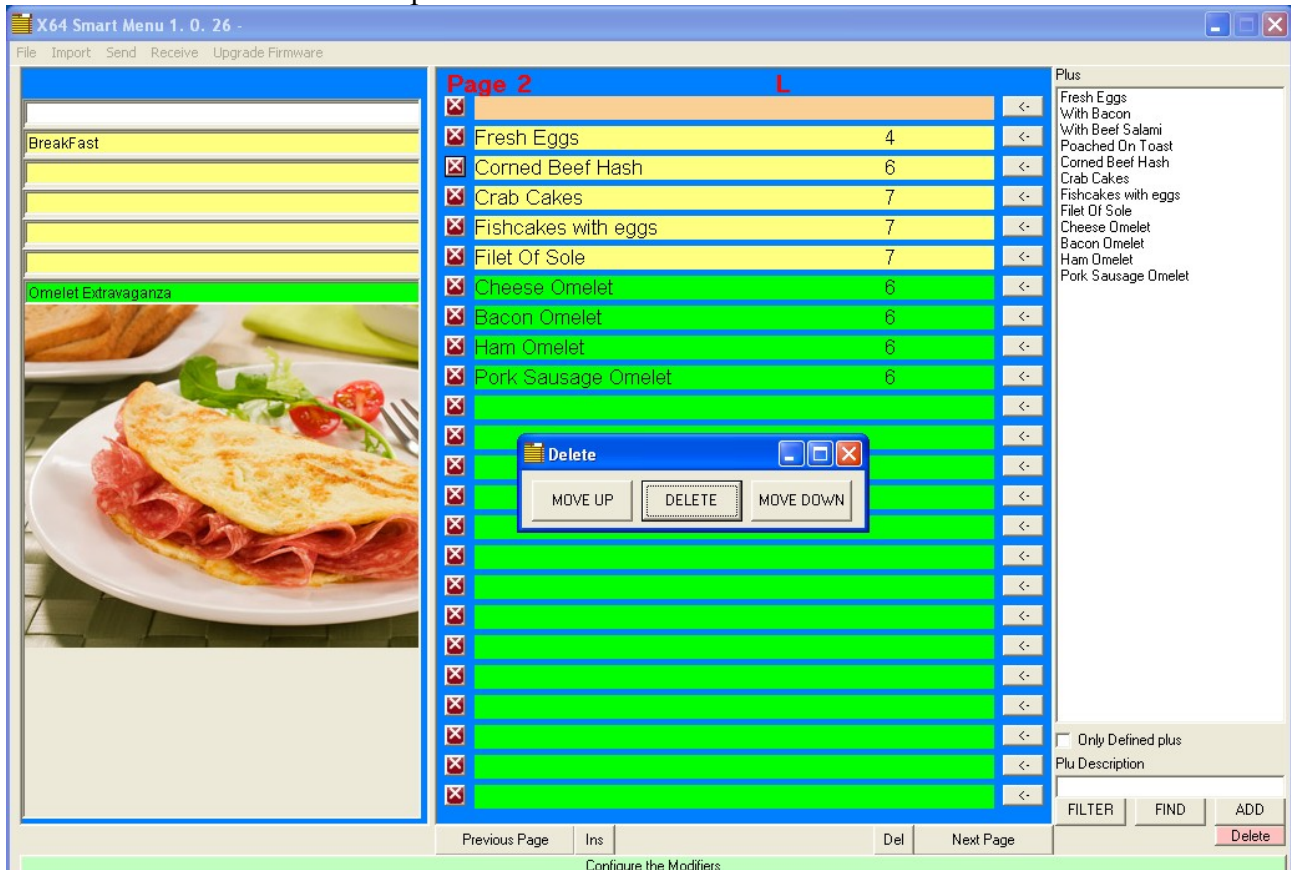 X64 Smart Menu 1. 0. 26 -
File Import Send Receive Upgrade Firmware
BreakFast
Omelet Extravaganza
Page 2 L
Fresh Eggs 4
Corned Beef Hash 6
Crab Cakes 7
Fishcakes with eggs 7
Filet Of Sole 7
Cheese Omelet 6
Bacon Omelet 6
Ham Omelet 6
Pork Sausage Omelet 6
Delete
MOVE UP DELETE MOVE DOWN
Previous Page Ins Del Next Page
Plus
Fresh Eggs
With Bacon
With Beef Salami
Poached On Toast
Corned Beef Hash
Crab Cakes
Fishcakes with eggs
Filet Of Sole
Cheese Omelet
Bacon Omelet
Ham Omelet
Pork Sausage Omelet
Only Defined plus
Plu Description
FILTER FIND ADD
Delete
Configure the Modifiers